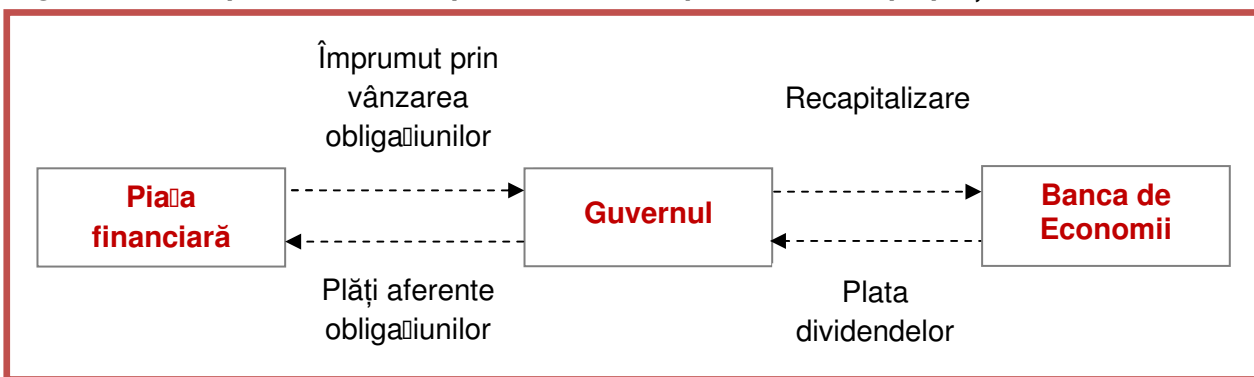 Împrumut prin
vânzarea
obliga▯iunilor
Recapitalizare
Pia▯a
financiară
Guvernul
Banca de
Economii
Plăți aferente
obliga▯iunilor
Plata
dividendelor